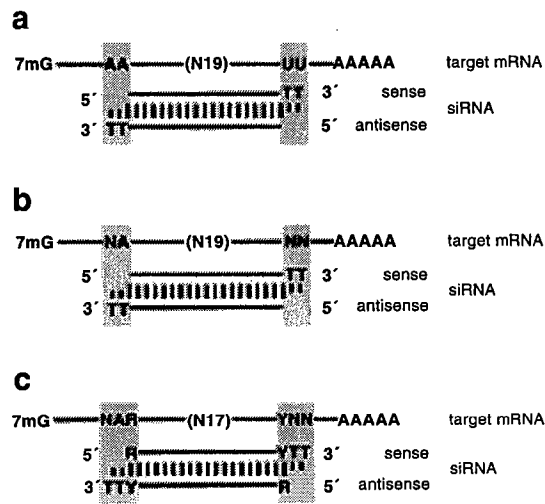 a
7mG AA (N19) UU AAAAA target mRNA
5´ TT 3´ sense
siRNA
3´ TT 5´ antisense
b
7mG NA (N19) NN AAAAA target mRNA
5´ TT 3´ sense
siRNA
3´ TT 5´ antisense
c
7mG NAR (N17) YNN AAAAA target mRNA
5´ R YTT 3´ sense
siRNA
3´ TTY R 5´ antisense